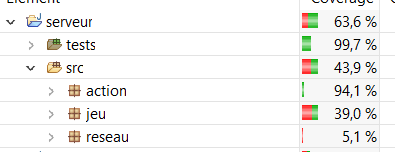 Element Coverage
serveur 63,6 %
tests 99,7 %
src 43,9 %
action 94,1 %
jeu 39,0 %
reseau 5,1 %